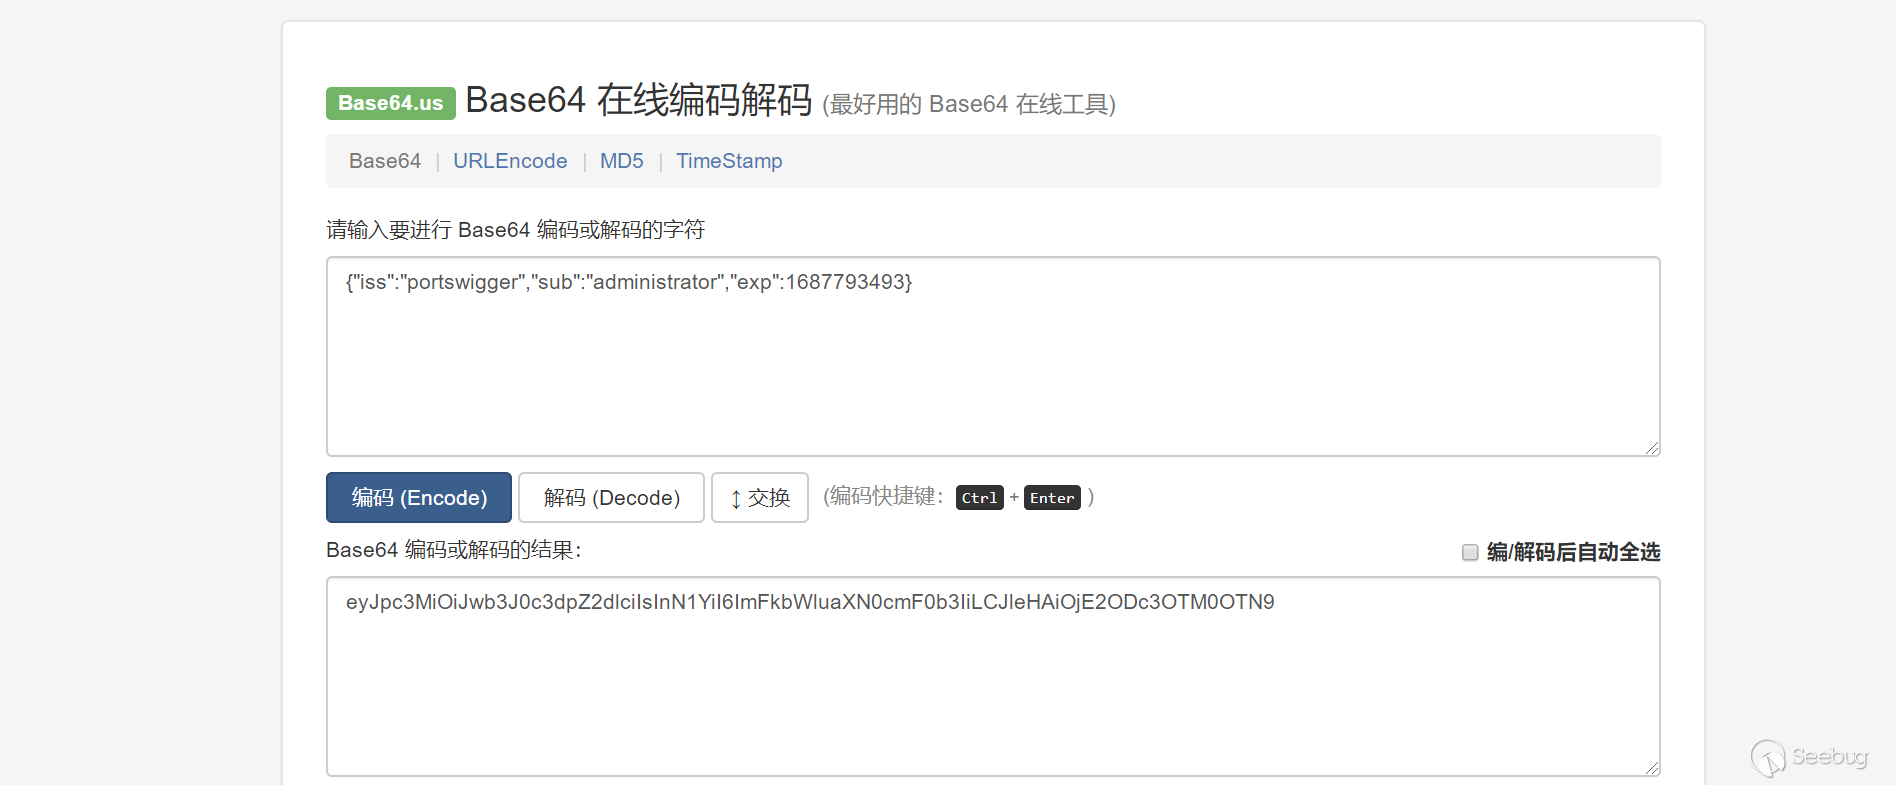 Base64.us Base64 在线编码解码 (最好用的 Base64 在线工具)
Base64 | URLEncode | MD5 | TimeStamp
请输入要进行 Base64 编码或解码的字符
{"iss":"portswigger","sub":"administrator","exp":1687793493}
编码 (Encode) 解码 (Decode) ↕ 交换 (编码快捷键： Ctrl + Enter )
Base64 编码或解码的结果： 编/解码后自动全选
eyJpc3MiOiJwb3J0c3dpZ2dlciIsInN1YiI6ImFkbWluaXN0cmF0b3IiLCJleHAiOjE2ODc3OTM0OTN9
Seebug